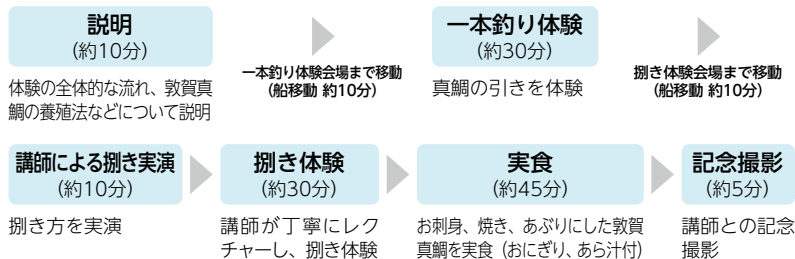 説明
(約10分)
体験の全体的な流れ、敦賀真
鯛の養殖法などについて説明
一本釣り体験会場まで移動
(船移動 約10分)
一本釣り体験
(約30分)
真鯛の引きを体験
捌き体験会場まで移動
(船移動 約10分)
講師による捌き実演
(約10分)
捌き方を実演
捌き体験
(約30分)
講師が丁寧にレク
チャーし、捌き体験
実食
(約45分)
お刺身、焼き、あぶりにした敦賀
真鯛を実食(おにぎり、あら汁付)
記念撮影
(約5分)
講師との記念
撮影